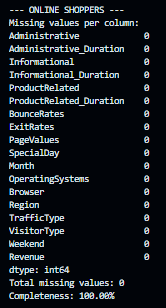 --- ONLINE SHOPPERS ---
Missing values per column:
Administrative 0
Administrative_Duration 0
Informational 0
Informational_Duration 0
ProductRelated 0
ProductRelated_Duration 0
BounceRates 0
ExitRates 0
PageValues 0
SpecialDay 0
Month 0
OperatingSystems 0
Browser 0
Region 0
TrafficType 0
VisitorType 0
Weekend 0
Revenue 0
dtype: int64
Total missing values: 0
Completeness: 100.00%